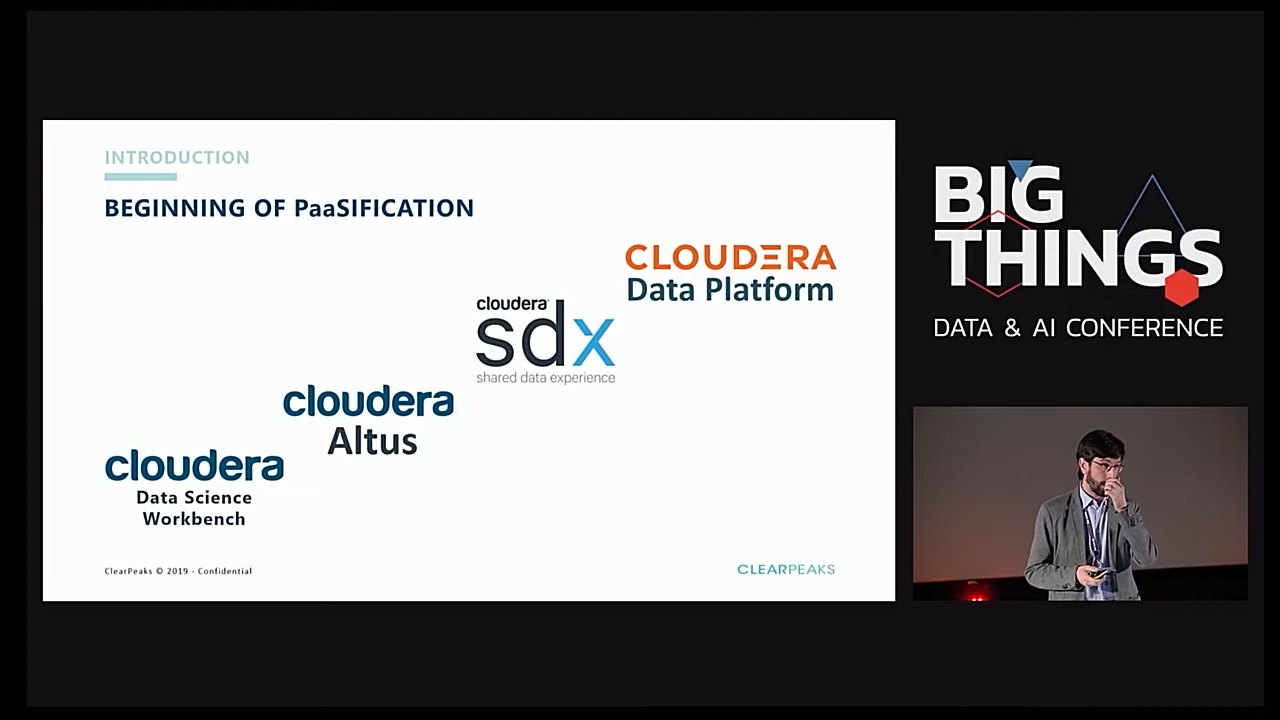 INTRODUCTION
BEGINNING OF PaaSIFICATION
CLOUDERA
Data Platform
cloudera
sdx
shared data experience
cloudera
Altus
cloudera
Data Science
Workbench
ClearPeaks © 2019 - Confidential
CLEARPEAKS
BIG
THINGS
DATA & AI CONFERENCE